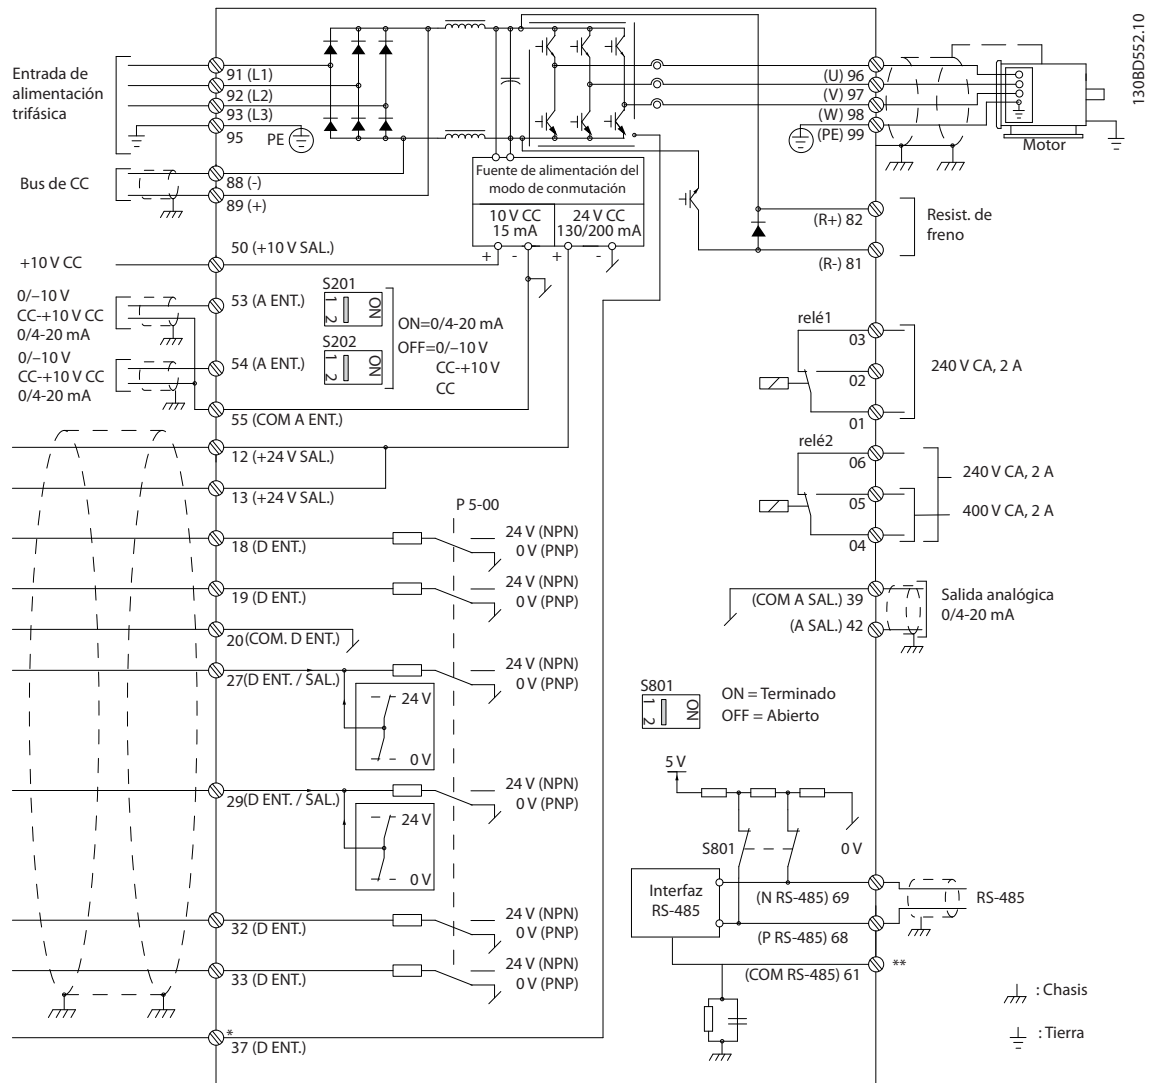 130BD552.10
Entrada de
alimentación
trifásica
91 (L1)
92 (L2)
93 (L3)
95
PE
(U) 96
(V) 97
(W) 98
(PE) 99
Motor
Bus de CC
88 (-)
89 (+)
Fuente de alimentación del
modo de conmutación
10 V CC
15 mA
24 V CC
130/200 mA
+
-
+
-
(R+) 82
(R-) 81
Resist. de
freno
+10 V CC
50 (+10 V SAL.)
0/–10 V
CC-+10 V CC
0/4-20 mA
53 (A ENT.)
0/–10 V
CC-+10 V CC
0/4-20 mA
54 (A ENT.)
55 (COM A ENT.)
S201
1
2
ON
S202
1
2
ON
ON=0/4-20 mA
OFF=0/–10 V
CC-+10 V
CC
relé1
03
02
01
240 V CA, 2 A
relé2
06
05
04
240 V CA, 2 A
400 V CA, 2 A
12 (+24 V SAL.)
13 (+24 V SAL.)
P 5-00
18 (D ENT.)
24 V (NPN)
0 V (PNP)
19 (D ENT.)
24 V (NPN)
0 V (PNP)
20(COM. D ENT.)
27(D ENT. / SAL.)
24 V (NPN)
0 V (PNP)
24 V
0 V
29(D ENT. / SAL.)
24 V (NPN)
0 V (PNP)
24 V
0 V
32 (D ENT.)
24 V (NPN)
0 V (PNP)
33 (D ENT.)
24 V (NPN)
0 V (PNP)
*
37 (D ENT.)
(COM A SAL.) 39
(A SAL.) 42
Salida analógica
0/4-20 mA
S801
1
2
ON
ON = Terminado
OFF = Abierto
5 V
S801
0 V
Interfaz
RS-485
(N RS-485) 69
(P RS-485) 68
(COM RS-485) 61
RS-485
**
: Chasis
: Tierra